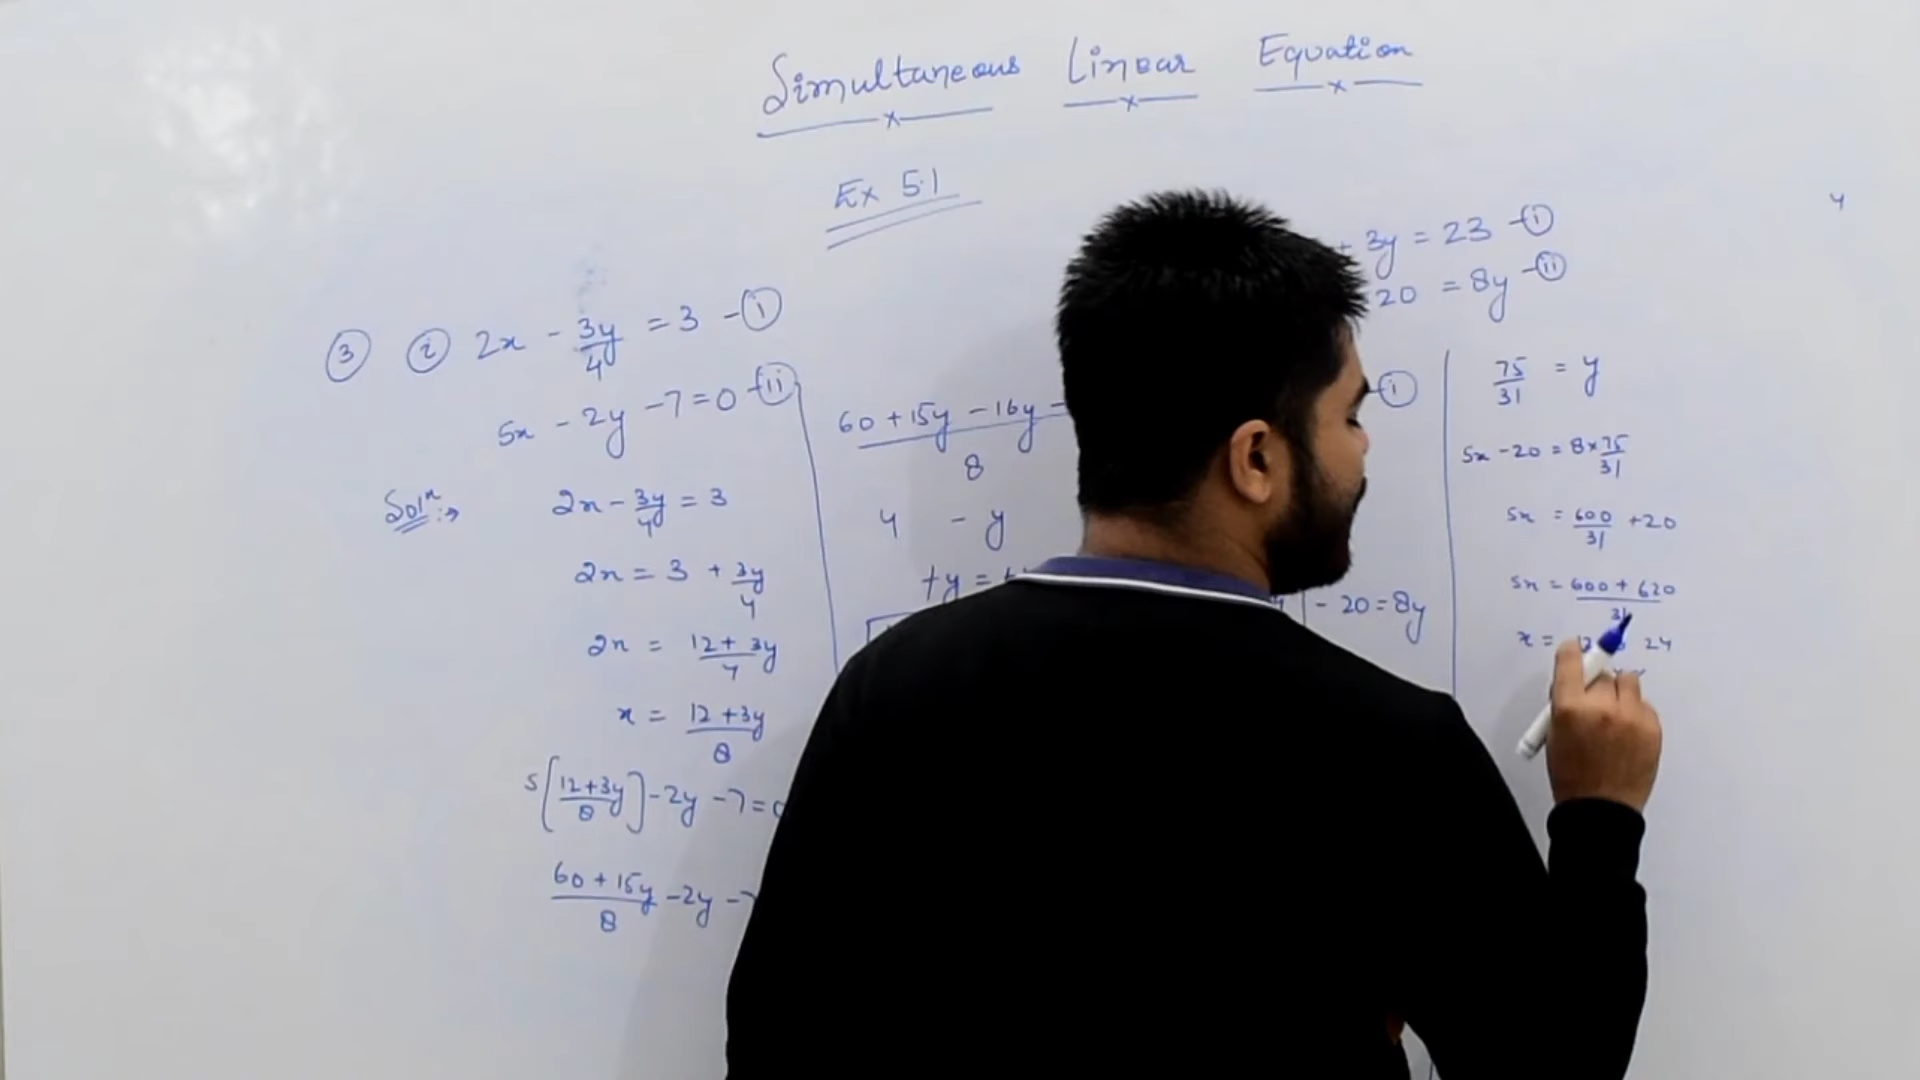 Simultaneous Linear Equation
Ex 5.1
③ ⓘ 2x - 3y/4 = 3 - ⓘ
5x - 2y - 7 = 0 - ⓘⓘ
Solⁿ :→
2x - 3y/4 = 3
2x = 3 + 3y/4
2x = 12 + 3y/4
x = 12 + 3y/8
5[12+3y/8] - 2y - 7 = 0
60 + 15y/8 - 2y - 7
60 + 15y - 16y -
8
4 - y
+y = +
+ 3y = 23 - ⓘ
20 = 8y - ⓘⓘ
- ⓘ
- 20 = 8y
75/31 = y
5x - 20 = 8 × 75/31
5x = 600/31 + 20
5x = 600 + 620/31
x =
24
y